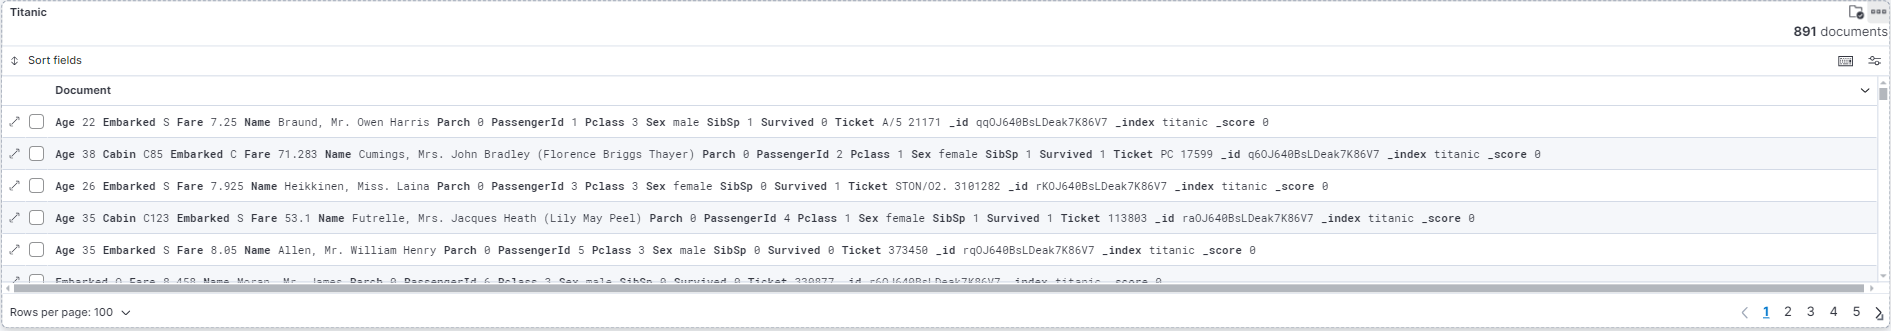 Titanic
891 documents
Sort fields
Document
Age 22 Embarked S Fare 7.25 Name Braund, Mr. Owen Harris Parch 0 PassengerId 1 Pclass 3 Sex male SibSp 1 Survived 0 Ticket A/5 21171 _id qqOJ640BsLDeak7K86V7 _index titanic _score 0
Age 38 Cabin C85 Embarked C Fare 71.283 Name Cumings, Mrs. John Bradley (Florence Briggs Thayer) Parch 0 PassengerId 2 Pclass 1 Sex female SibSp 1 Survived 1 Ticket PC 17599 _id q6OJ640BsLDeak7K86V7 _index titanic _score 0
Age 26 Embarked S Fare 7.925 Name Heikkinen, Miss. Laina Parch 0 PassengerId 3 Pclass 3 Sex female SibSp 0 Survived 1 Ticket STON/O2. 3101282 _id rKOJ640BsLDeak7K86V7 _index titanic _score 0
Age 35 Cabin C123 Embarked S Fare 53.1 Name Futrelle, Mrs. Jacques Heath (Lily May Peel) Parch 0 PassengerId 4 Pclass 1 Sex female SibSp 1 Survived 1 Ticket 113803 _id raOJ640BsLDeak7K86V7 _index titanic _score 0
Age 35 Embarked S Fare 8.05 Name Allen, Mr. William Henry Parch 0 PassengerId 5 Pclass 3 Sex male SibSp 0 Survived 0 Ticket 373450 _id rqOJ640BsLDeak7K86V7 _index titanic _score 0
Embarked Q Fare 8.458 Name Moran, Mr. James Parch 0 PassengerId 6 Pclass 3 Sex male SibSp 0 Survived 0 Ticket 330877 _id r6OJ640BsLDeak7K86V7 _index titanic _score 0
Rows per page: 100
1 2 3 4 5